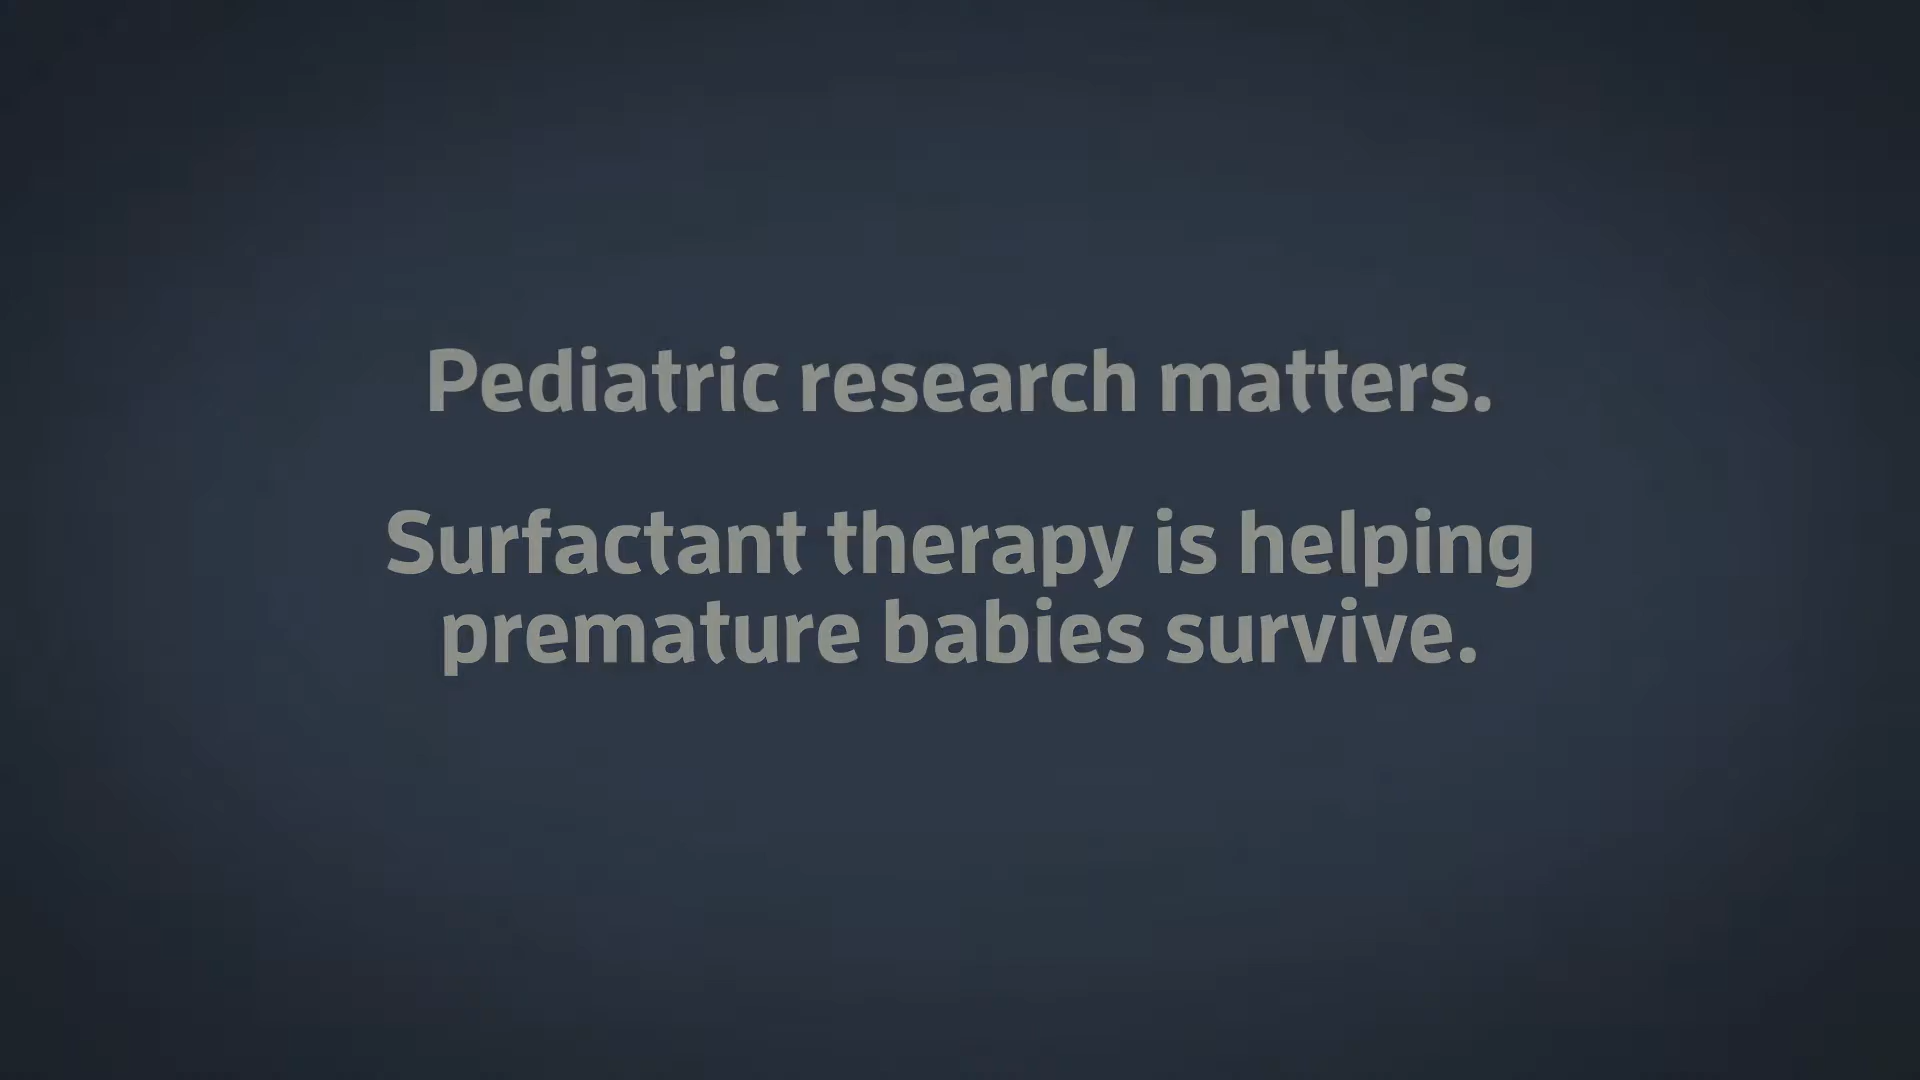 Pediatric research matters.
Surfactant therapy is helping
premature babies survive.